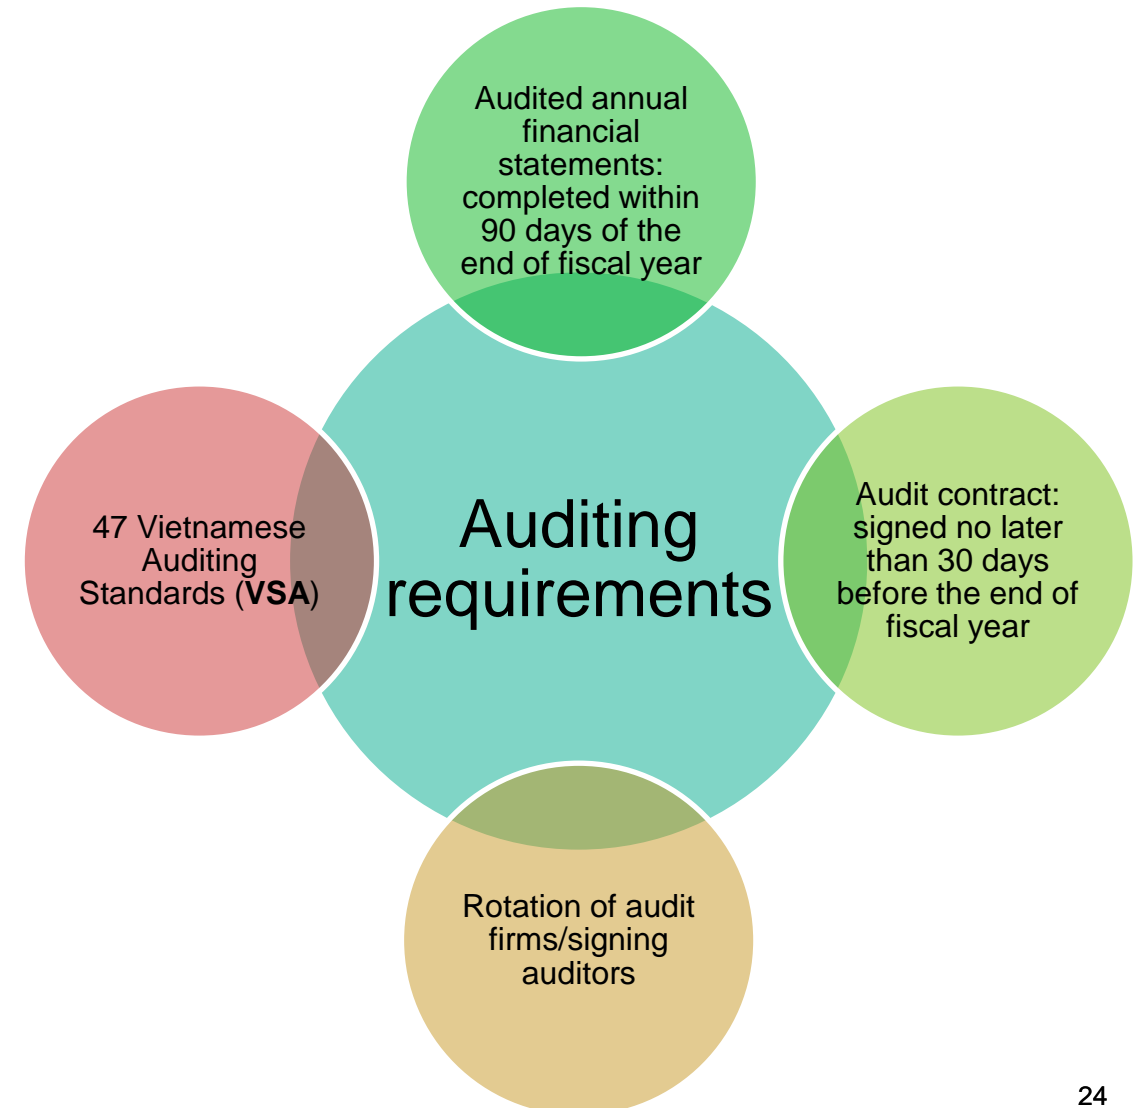 Audited annual
financial
statements:
completed within
90 days of the
end of fiscal year
47 Vietnamese
Auditing
Standards (VSA)
Auditing
requirements
Audit contract:
signed no later
than 30 days
before the end of
fiscal year
Rotation of audit
firms/signing
auditors
24